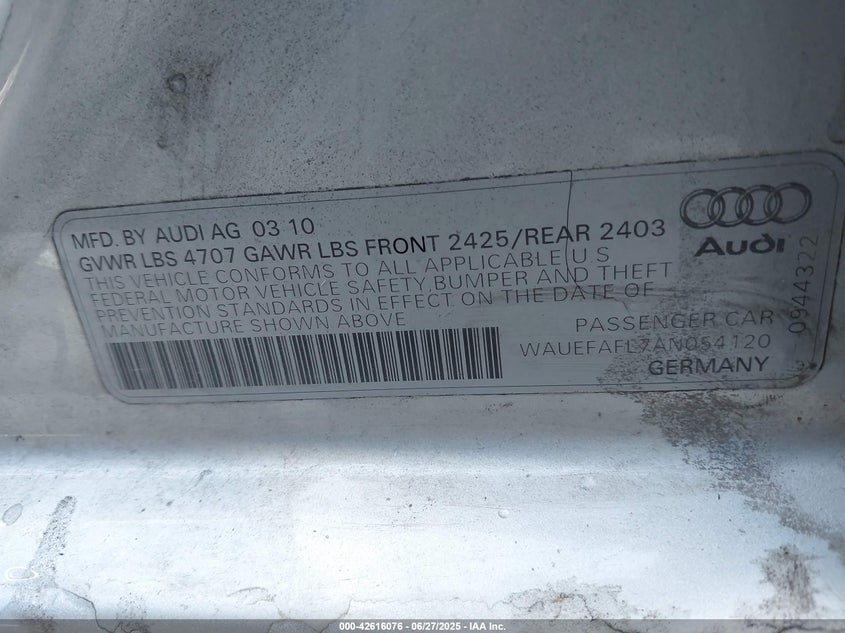 MFD. BY AUDI AG 03 10
GVWR LBS 4707 GAWR LBS FRONT 2425/REAR 2403
THIS VEHICLE CONFORMS TO ALL APPLICABLE U S
FEDERAL MOTOR VEHICLE SAFETY, BUMPER AND THEFT
PREVENTION STANDARDS IN EFFECT ON THE DATE OF
MANUFACTURE SHOWN ABOVE
Audi
PASSENGER CAR
WAUEFAFL7AN054120
GERMANY
0944322
000-42616076 - 06/27/2025 - IAA Inc.